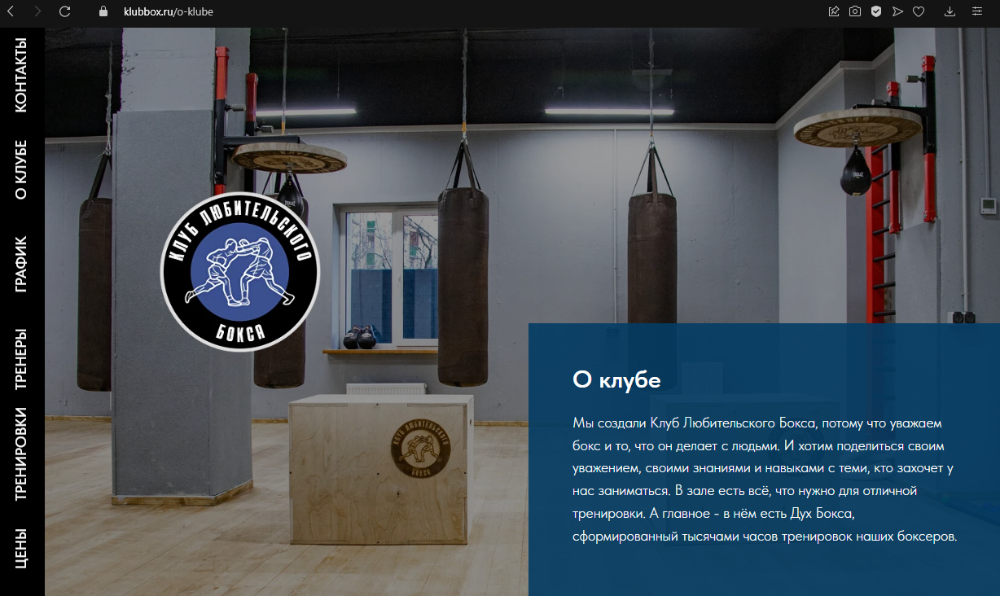 klubbox.ru/o-klube
КОНТАКТЫ
О КЛУБЕ
ГРАФИК
ТРЕНЕРЫ
ТРЕНИРОВКИ
ЦЕНЫ
КЛУБ ЛЮБИТЕЛЬСКОГО
БОКСА
КЛУБ ЛЮБИТЕЛЬСКОГО
БОКСА
О клубе
Мы создали Клуб Любительского Бокса, потому что уважаем
бокс и то, что он делает с людьми. И хотим поделиться своим
уважением, своими знаниями и навыками с теми, кто захочет у
нас заниматься. В зале есть всё, что нужно для отличной
тренировки. А главное - в нём есть Дух Бокса,
сформированный тысячами часов тренировок наших боксеров.